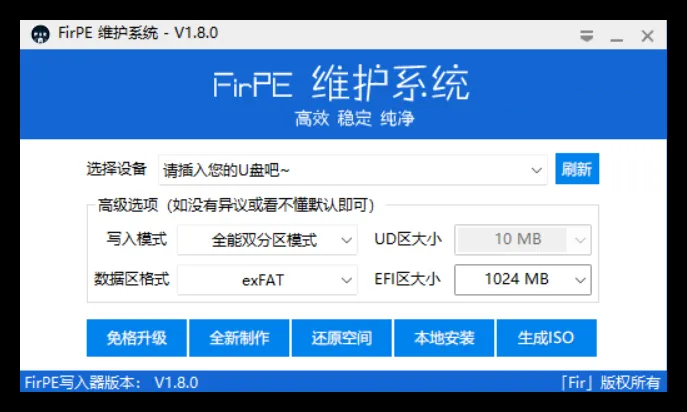 FirPE 维护系统 - V1.8.0
FirPE 维护系统
高效 稳定 纯净
选择设备 请插入您的U盘吧~ 刷新
高级选项（如没有异议或看不懂默认即可）
写入模式 全能双分区模式 UD区大小 10 MB
数据区格式 exFAT EFI区大小 1024 MB
免格升级 全新制作 还原空间 本地安装 生成ISO
FirPE写入器版本： V1.8.0 「Fir」版权所有